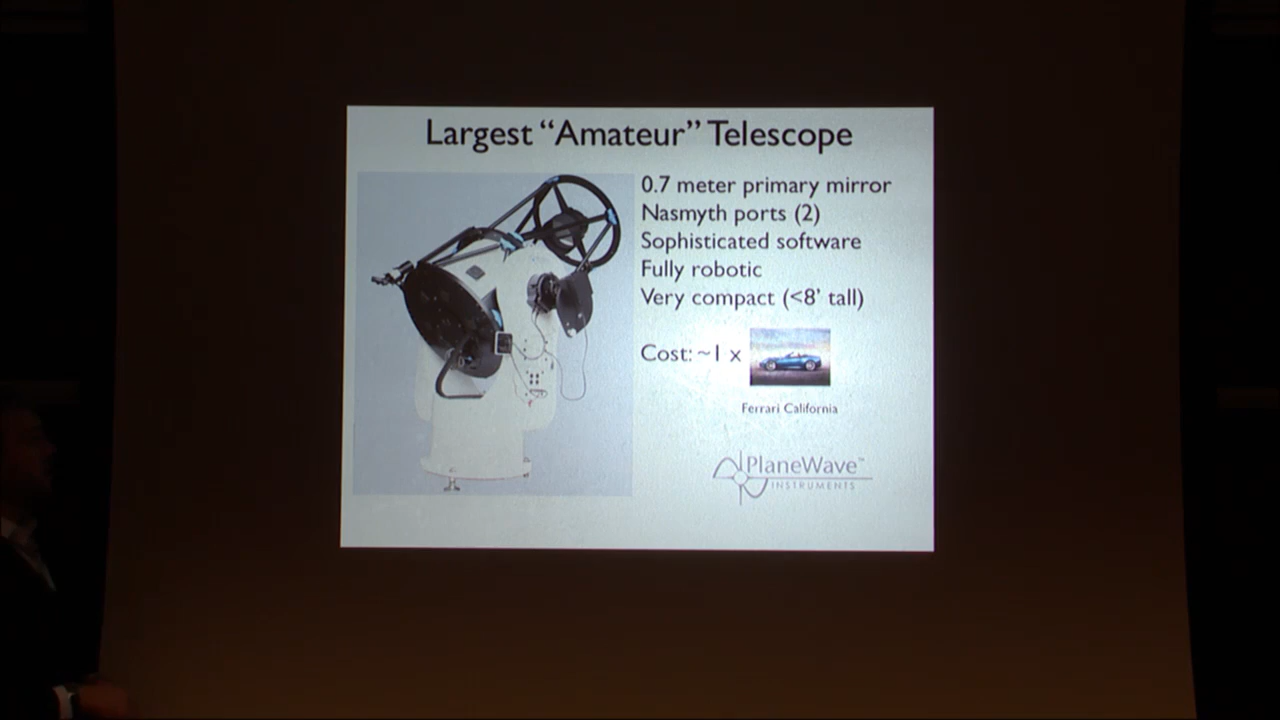 Largest “Amateur” Telescope
0.7 meter primary mirror
Nasmyth ports (2)
Sophisticated software
Fully robotic
Very compact (<8’ tall)
Cost: ~1 x
Ferrari California
PlaneWave™
INSTRUMENTS